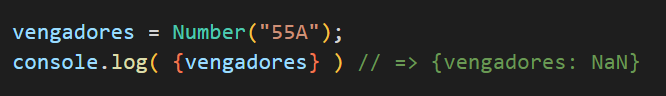 vengadores = Number("55A");
console.log( {vengadores} ) // => {vengadores: NaN}